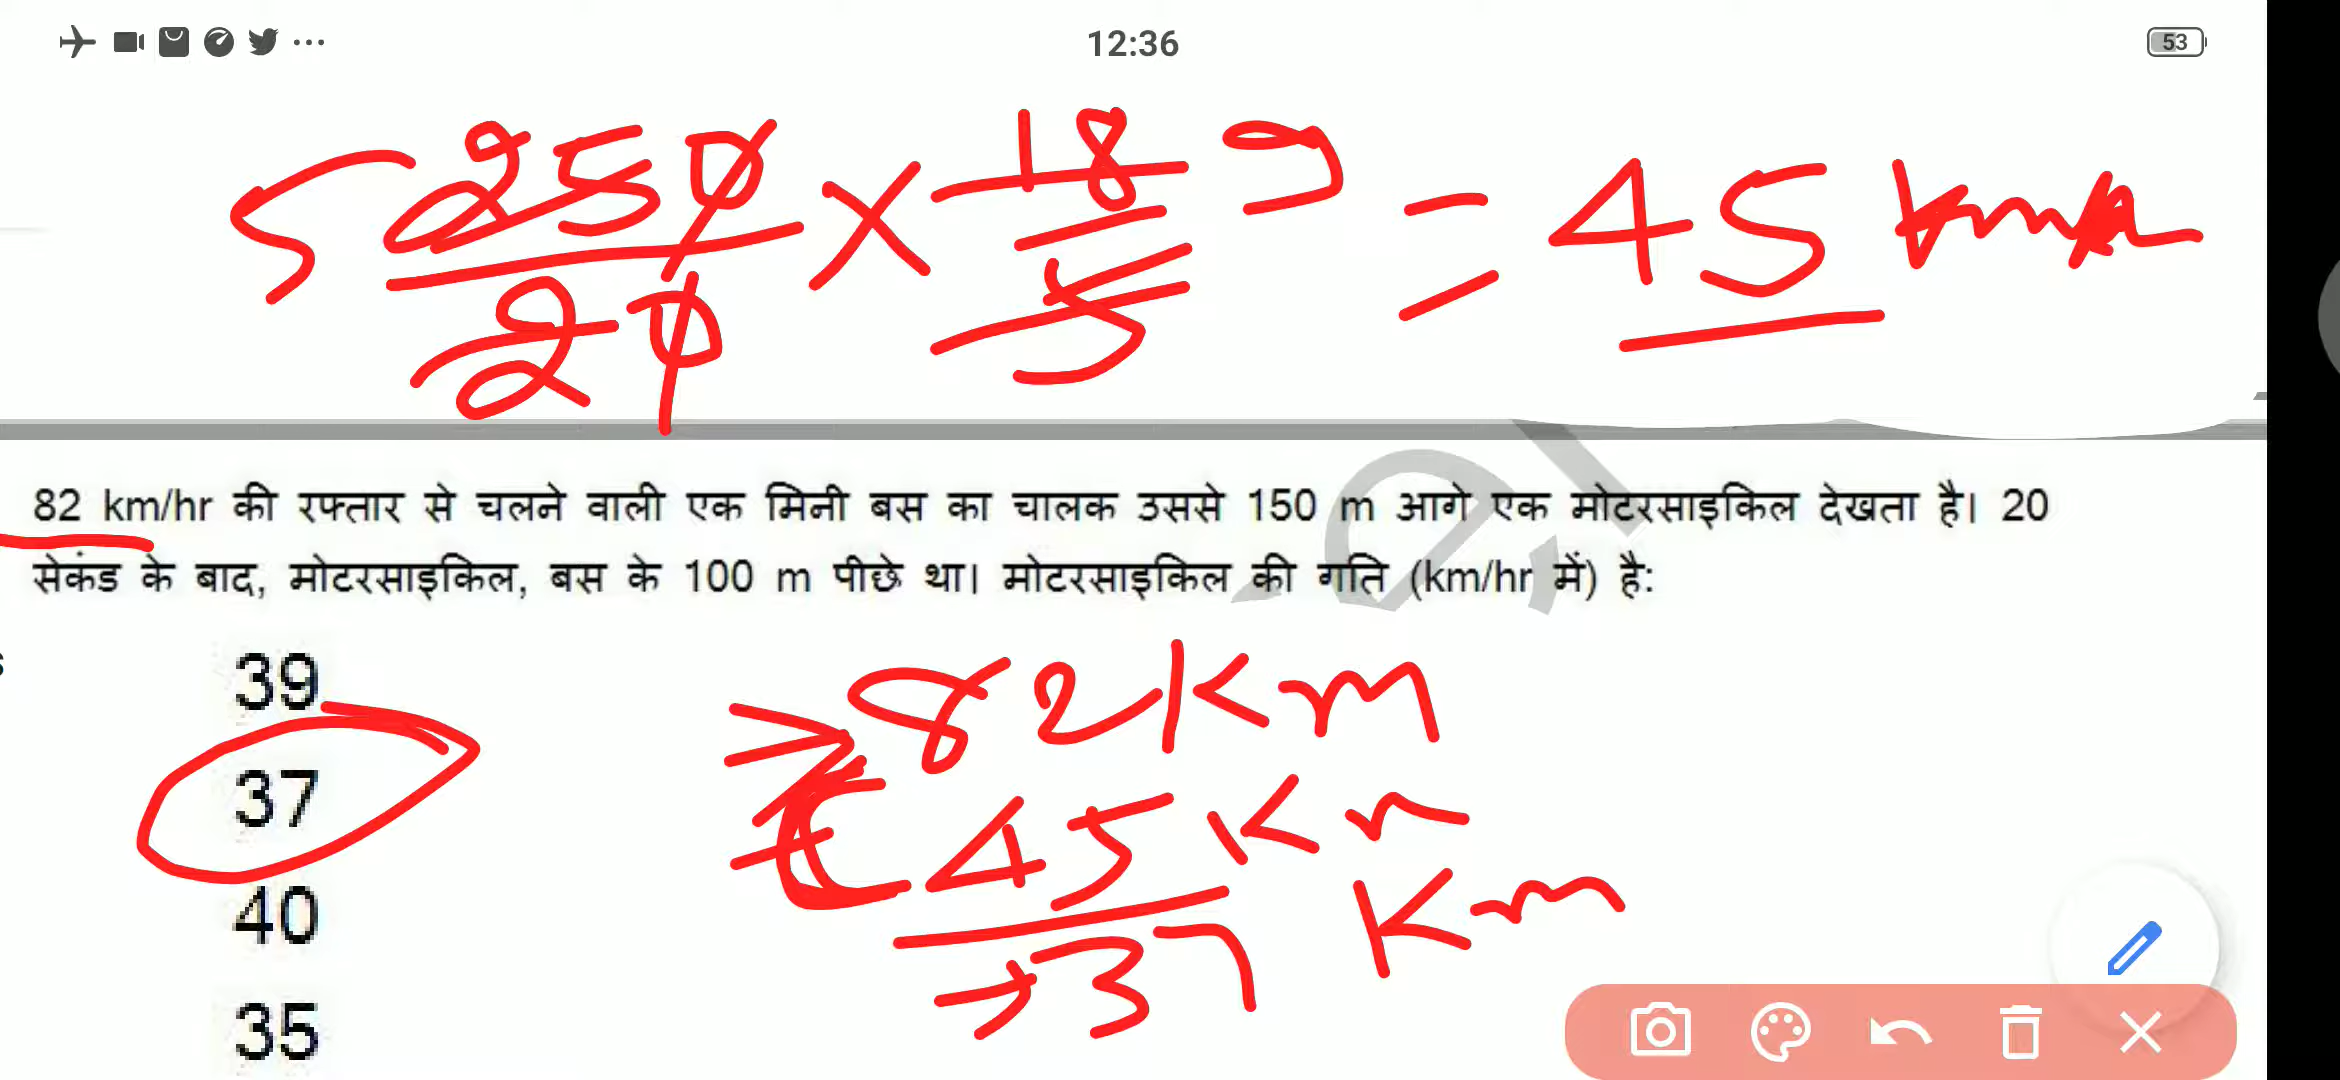 12:36
53
5 250/20 × 18/5 9 = 45 km
82 km/hr की रफ्तार से चलने वाली एक मिनी बस का चालक उससे 150 m आगे एक मोटरसाइकिल देखता है। 20
सेकंड के बाद, मोटरसाइकिल, बस के 100 m पीछे था। मोटरसाइकिल की गति (km/hr में) है:
39
37
40
35
82 Km
45 Km
37 Km